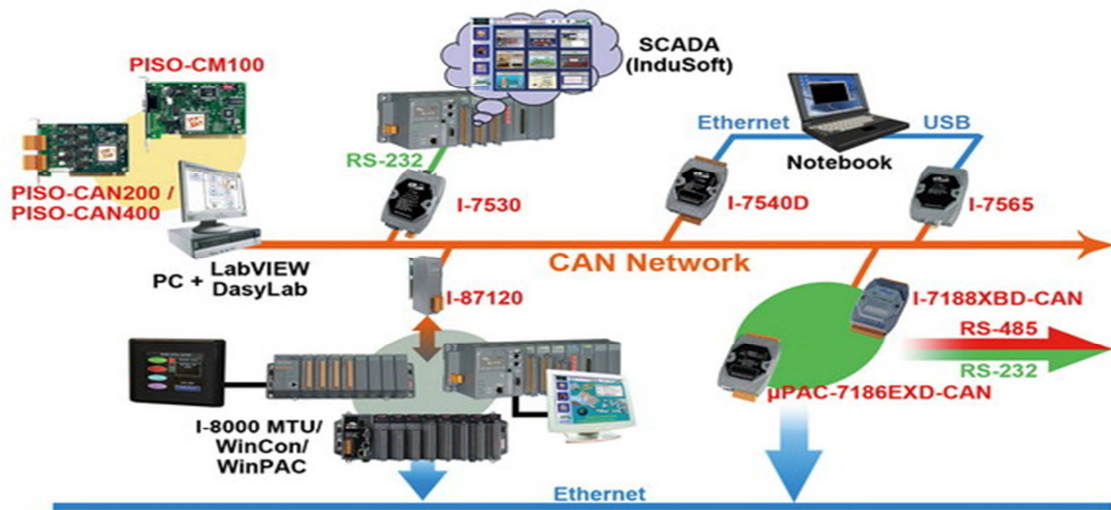 PISO-CM100
PISO-CAN200 /
PISO-CAN400
PC + LabVIEW
DasyLab
SCADA
(InduSoft)
RS-232
I-7530
Ethernet
USB
Notebook
I-7540D
I-7565
CAN Network
I-87120
I-7188XBD-CAN
RS-485
RS-232
µPAC-7186EXD-CAN
I-8000 MTU/
WinCon/
WinPAC
Ethernet